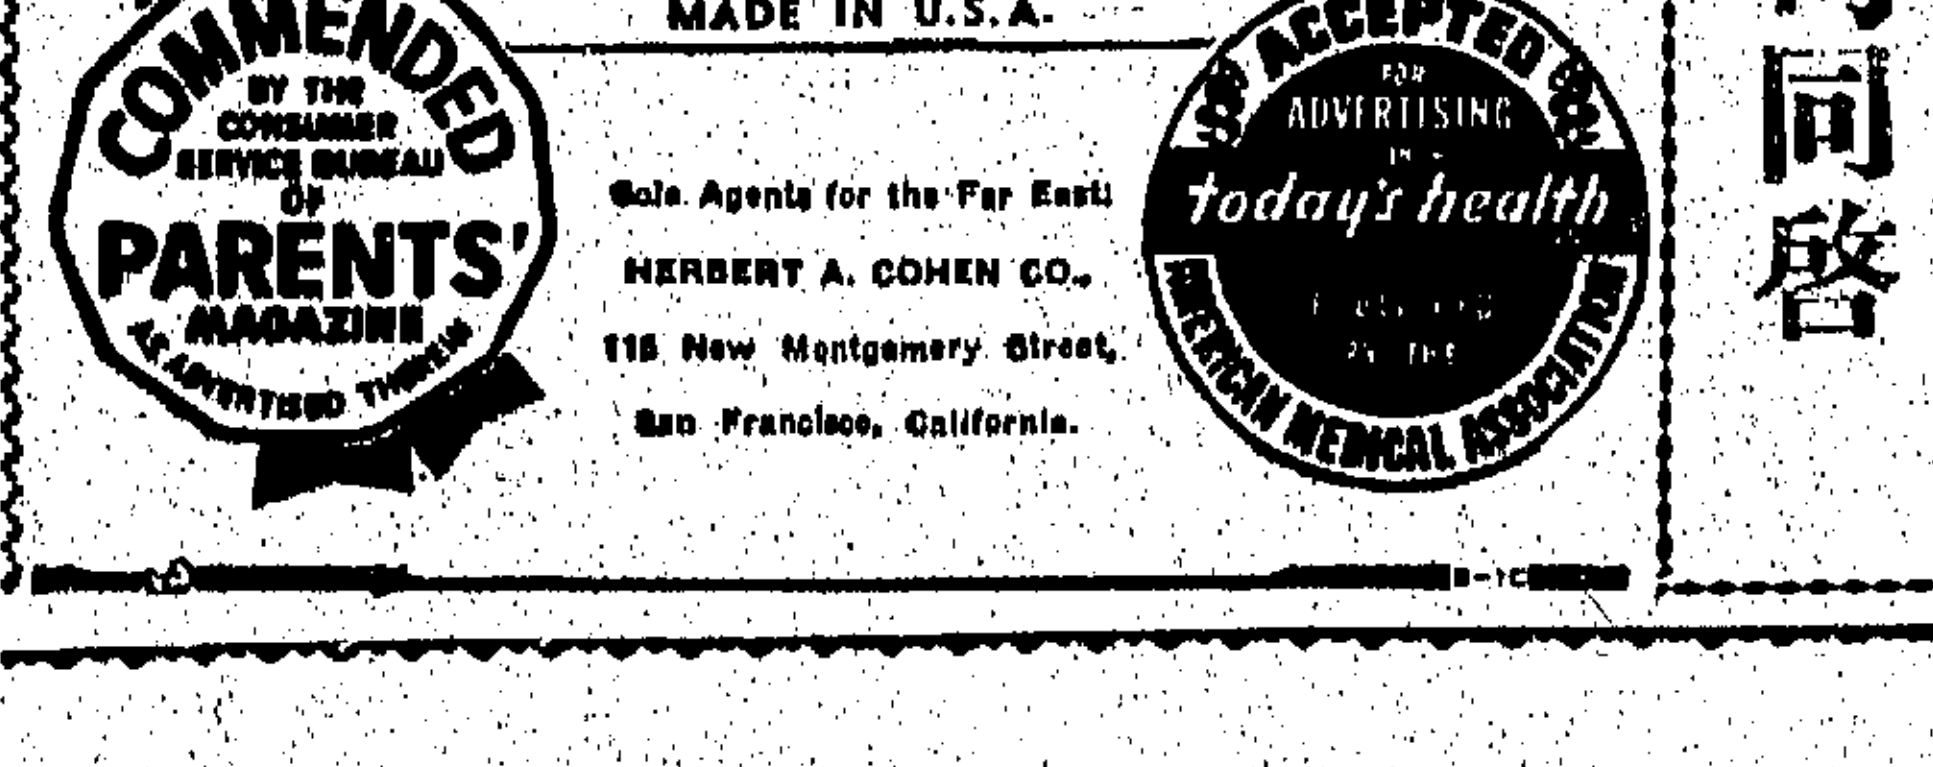 MADE IN U.S.A.
COMMENDED
BY THE
CONSUMER
SERVICE BUREAU
OF
PARENTS'
MAGAZINE
AS ADVERTISED THEREIN
Sole Agents for the Far East:
HERBERT A. COHEN CO.,
New Montgomery Street,
San Francisco, California.
ACCEPTED
FOR
ADVERTISING
IN
today's health
BY THE
AMERICAN MEDICAL ASSOCIATION
同啓